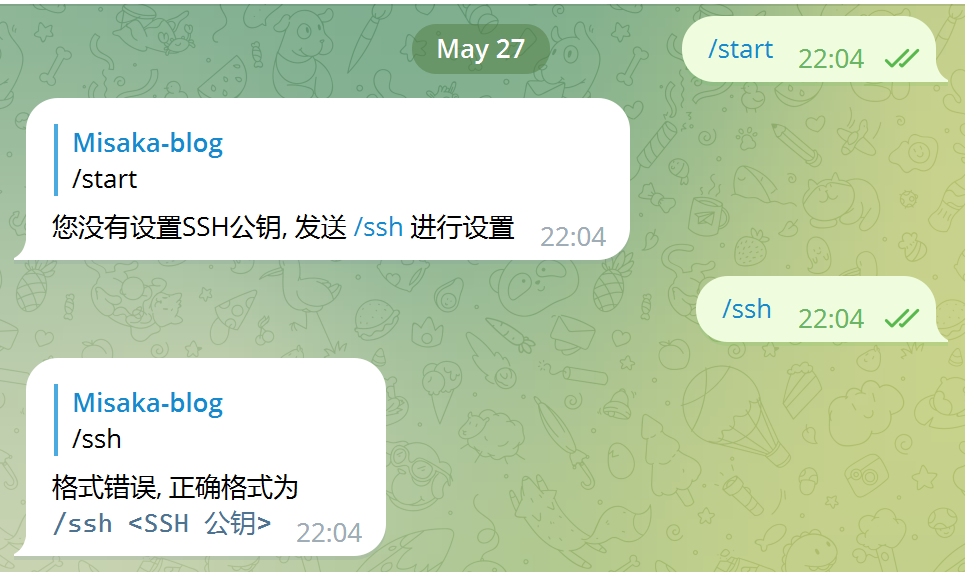 May 27
/start 22:04
Misaka-blog
/start
您没有设置SSH公钥, 发送 /ssh 进行设置 22:04
/ssh 22:04
Misaka-blog
/ssh
格式错误, 正确格式为
/ssh <SSH 公钥> 22:04